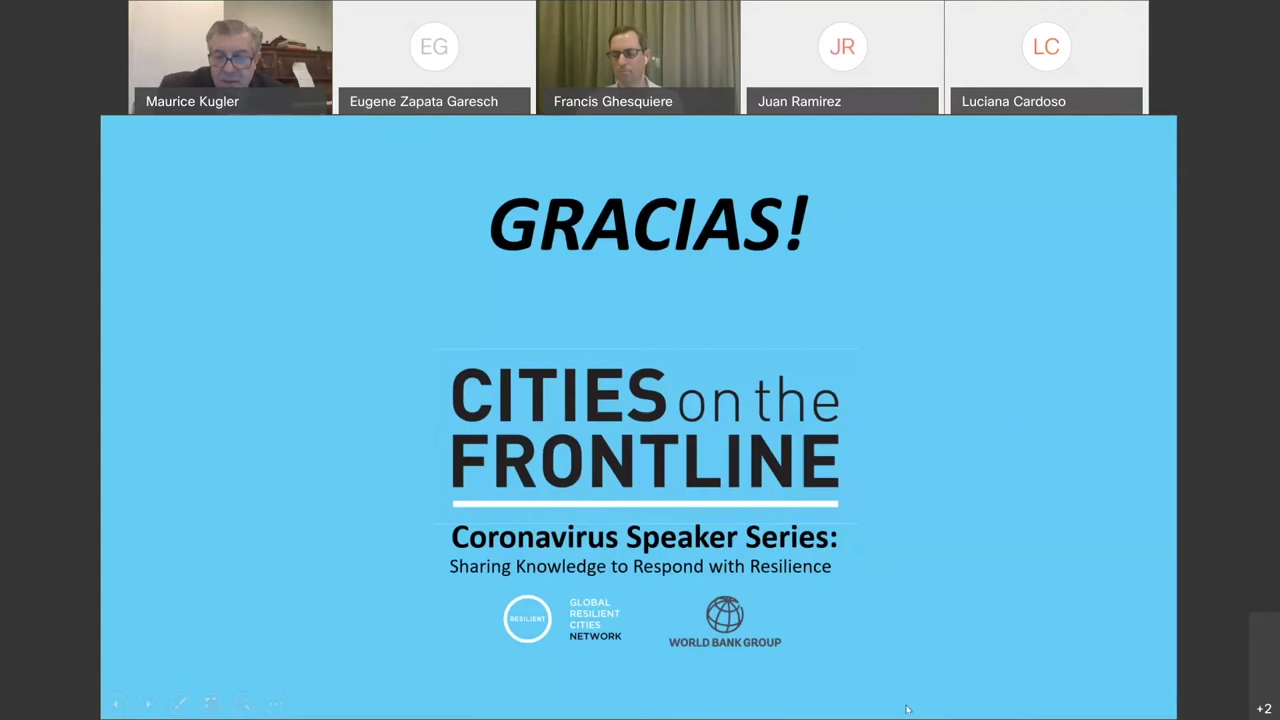 EG
JR
LC
Maurice Kugler
Eugene Zapata Garesch
Francis Ghesquiere
Juan Ramirez
Luciana Cardoso
GRACIAS!
CITIES on the
FRONTLINE
Coronavirus Speaker Series:
Sharing Knowledge to Respond with Resilience
RESILIENT
GLOBAL
RESILIENT
CITIES
NETWORK
WORLD BANK GROUP
+2